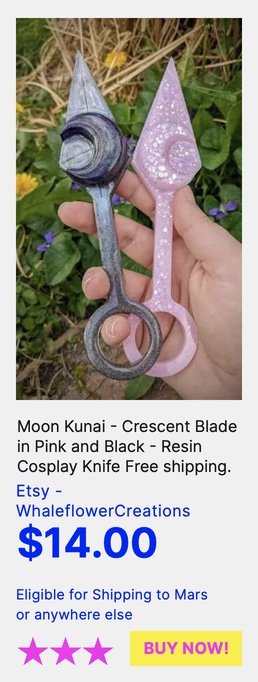 Moon Kunai - Crescent Blade
in Pink and Black - Resin
Cosplay Knife Free shipping.
Etsy -
WhaleflowerCreations
$14.00
Eligible for Shipping to Mars
or anywhere else
BUY NOW!